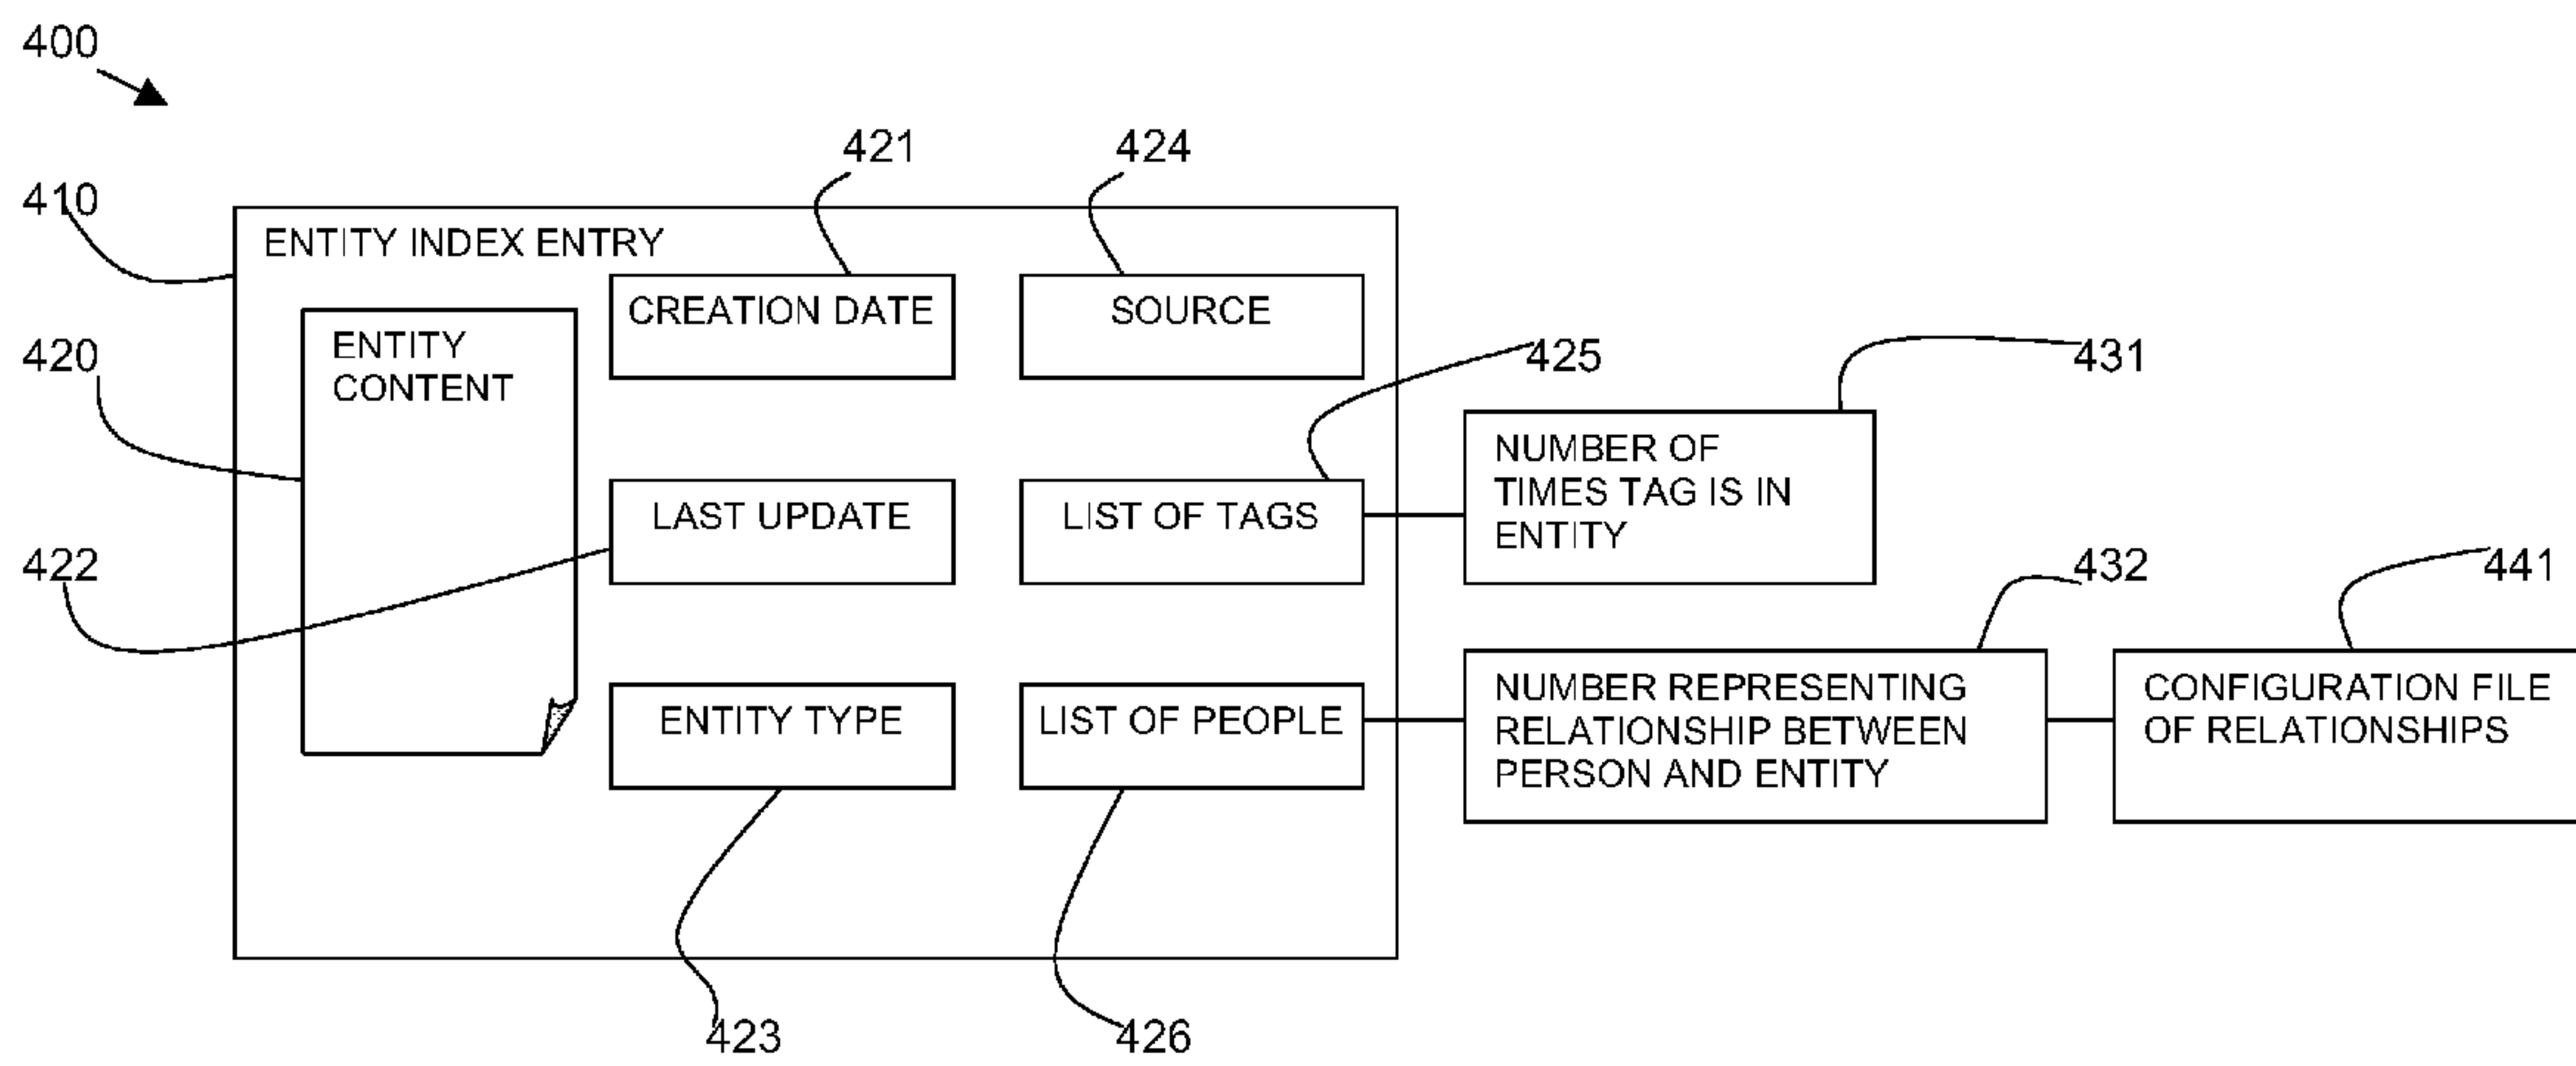 400
421
424
410
ENTITY INDEX ENTRY
CREATION DATE
SOURCE
ENTITY
CONTENT
420
425
431
NUMBER OF
TIMES TAG IS IN
ENTITY
LAST UPDATE
LIST OF TAGS
422
432
441
ENTITY TYPE
LIST OF PEOPLE
NUMBER REPRESENTING
RELATIONSHIP BETWEEN
PERSON AND ENTITY
CONFIGURATION FILE
OF RELATIONSHIPS
423
426